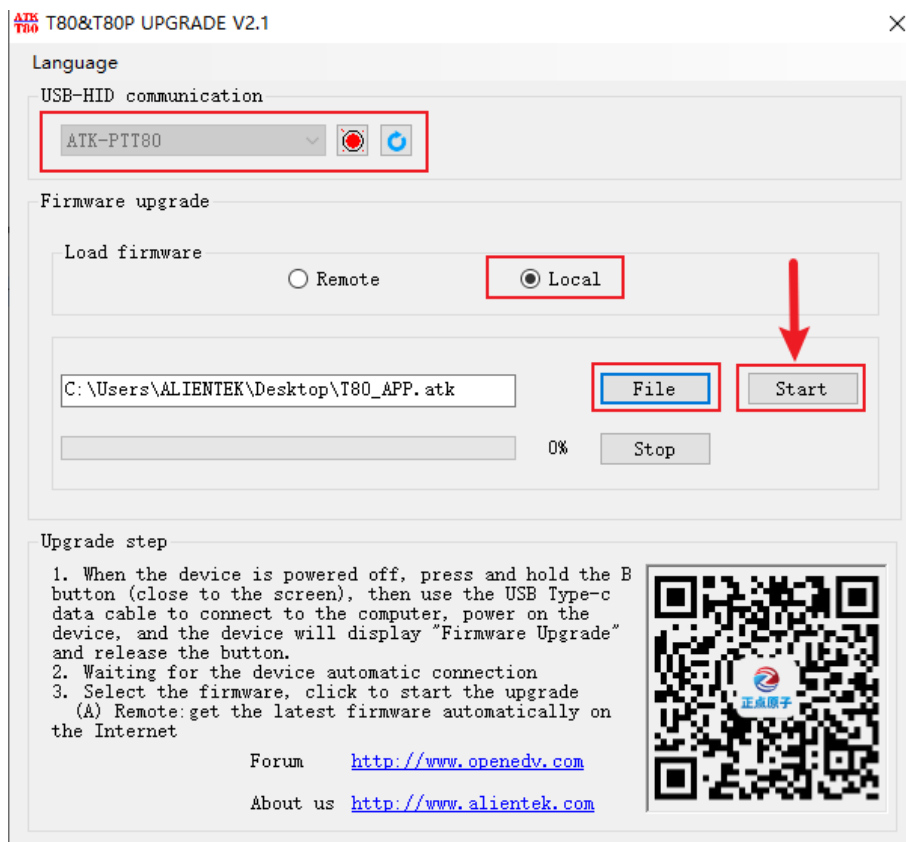 ATK T80 T80&T80P UPGRADE V2.1
Language
USB-HID communication
ATK-PTT80
Firmware upgrade
Load firmware
Remote Local
C:\Users\ALIENTEK\Desktop\T80_APP.atk File Start
0% Stop
Upgrade step
1. When the device is powered off, press and hold the B
button (close to the screen), then use the USB Type-c
data cable to connect to the computer, power on the
device, and the device will display "Firmware Upgrade"
and release the button.
2. Waiting for the device automatic connection
3. Select the firmware, click to start the upgrade
(A) Remote:get the latest firmware automatically on
the Internet
正点原子
Forum http://www.openedv.com
About us http://www.alientek.com